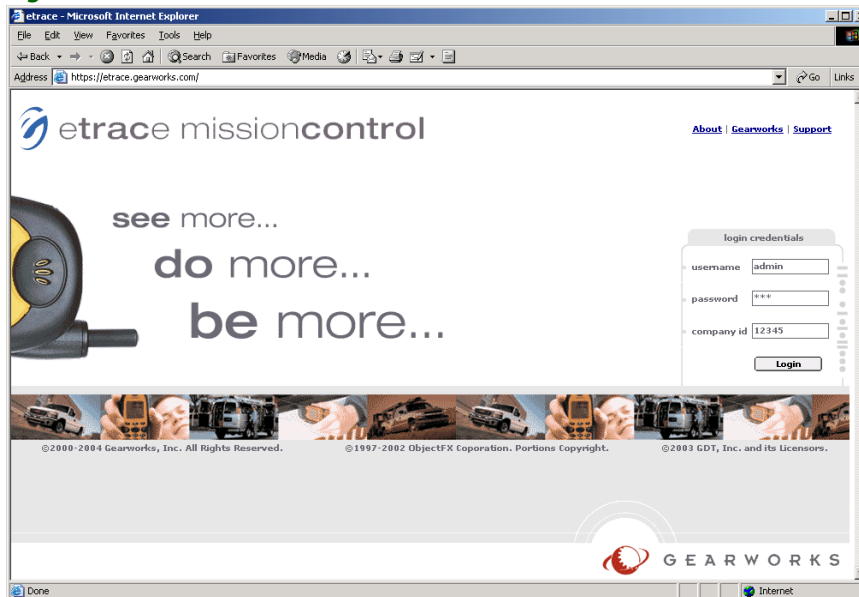 etrace - Microsoft Internet Explorer
File Edit View Favorites Tools Help
Back Search Favorites Media
Address https://etrace.gearworks.com/ Go Links
etrace missioncontrol
About | Gearworks | Support
see more...
do more...
be more...
login credentials
username admin
password ***
company id 12345
Login
©2000-2004 Gearworks, Inc. All Rights Reserved. ©1997-2002 ObjectFX Coporation. Portions Copyright. ©2003 GDT, Inc. and its Licensors.
GEARWORKS
Done Internet